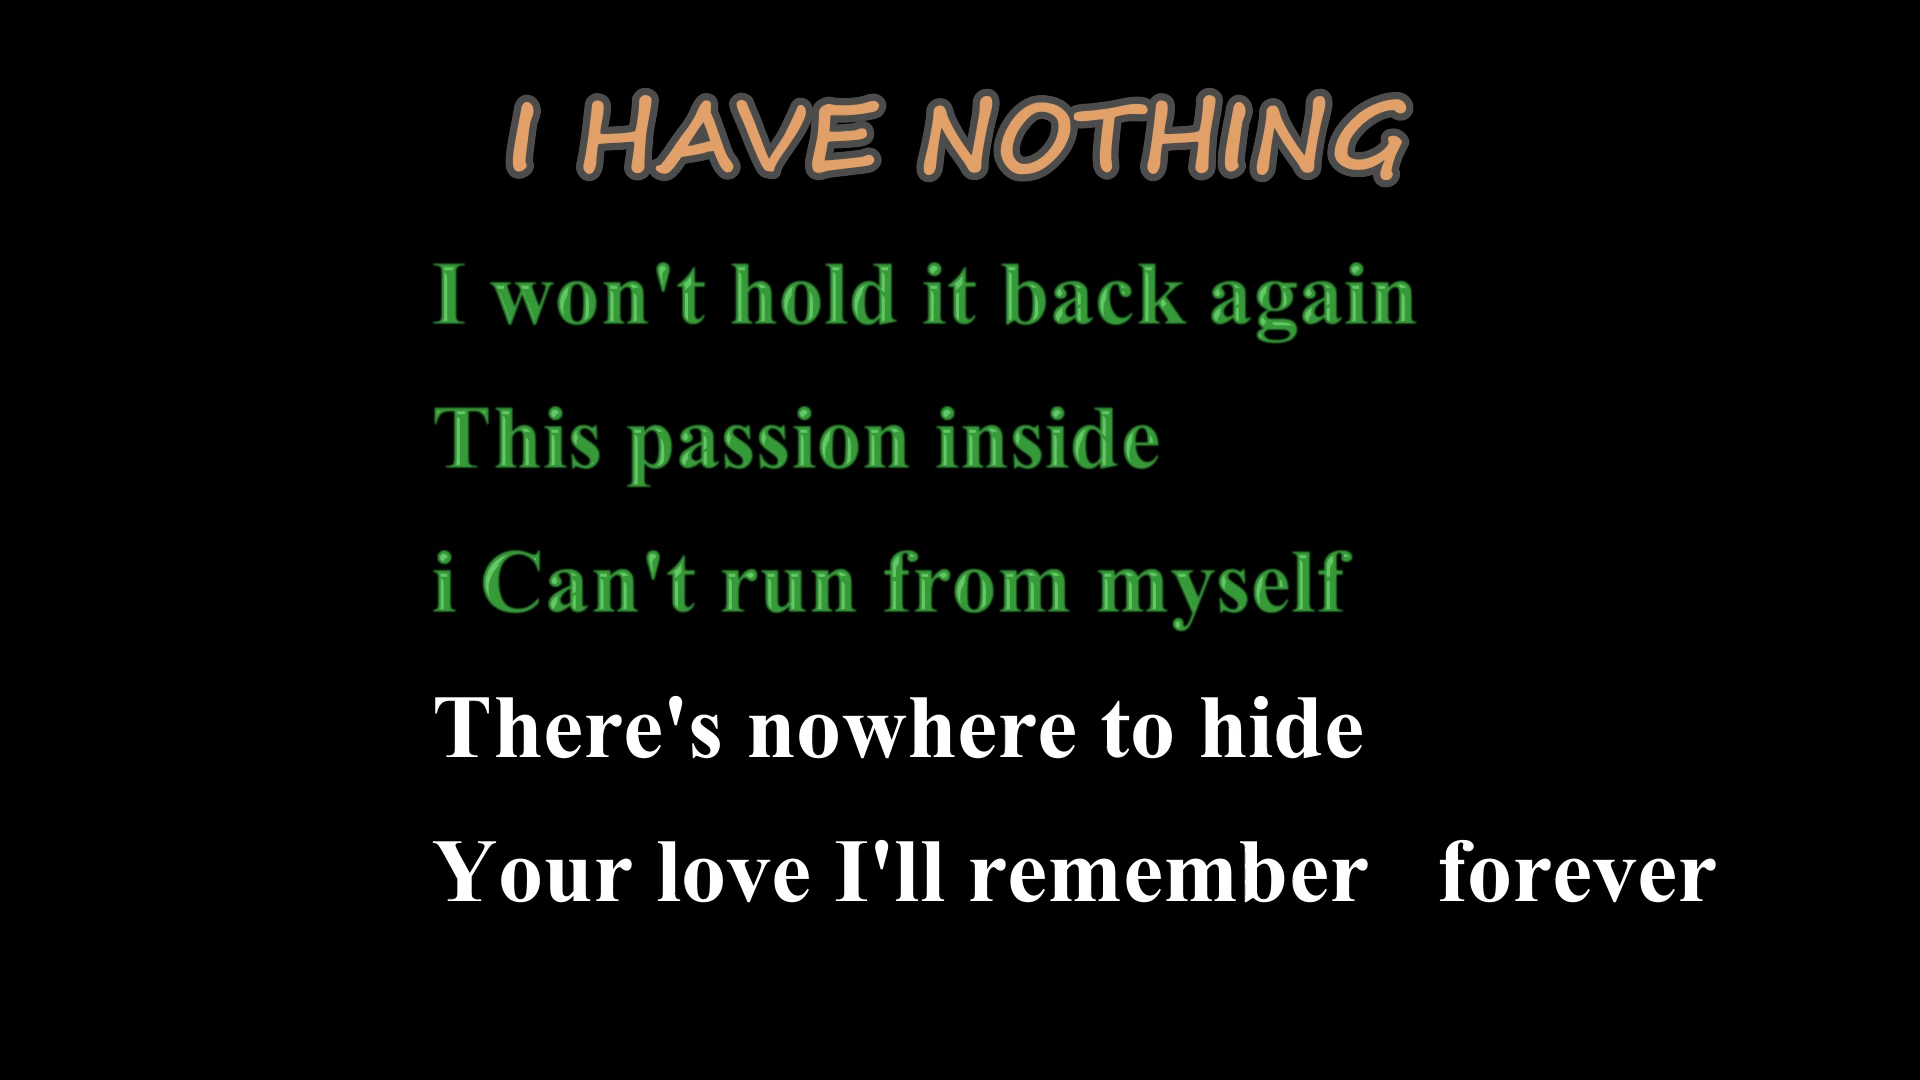 I HAVE NOTHING
I won't hold it back again
This passion inside
i Can't run from myself
There's nowhere to hide
Your love I'll remember   forever